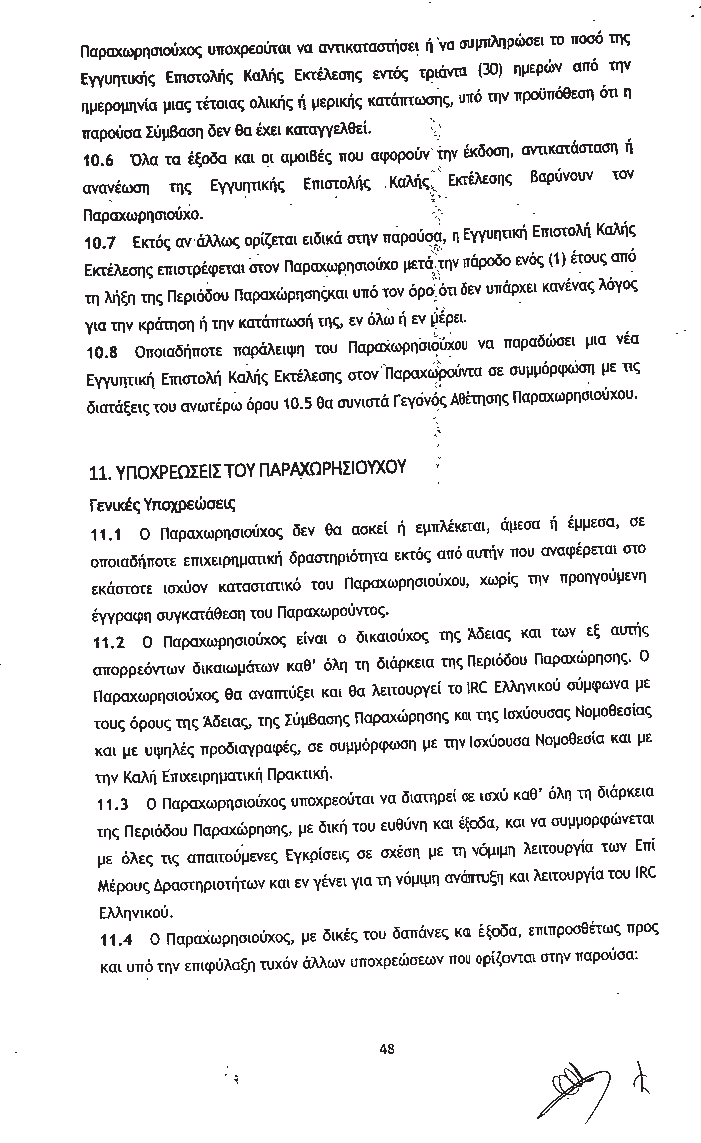 Παραχωρησιούχος υποχρεούται να αντικαταστήσει ή να συμπληρώσει το ποσό της
Εγγυητικής Επιστολής Καλής Εκτέλεσης εντός τριάντα (30) ημερών από την
ημερομηνία μιας τέτοιας ολικής ή μερικής κατάπτωσης, υπό την προϋπόθεση ότι η
παρούσα Σύμβαση δεν θα έχει καταγγελθεί.
10.6 Όλα τα έξοδα και οι αμοιβές που αφορούν την έκδοση, αντικατάσταση ή
ανανέωση της Εγγυητικής Επιστολής Καλής Εκτέλεσης βαρύνουν τον
Παραχωρησιούχο.
10.7 Εκτός αν άλλως ορίζεται ειδικά στην παρούσα, η Εγγυητική Επιστολή Καλής
Εκτέλεσης επιστρέφεται στον Παραχωρησιούχο μετά την πάροδο ενός (1) έτους από
τη λήξη της Περιόδου Παραχώρησηςκαι υπό τον όρο ότι δεν υπάρχει κανένας λόγος
για την κράτηση ή την κατάπτωσή της, εν όλω ή εν μέρει.
10.8 Οποιαδήποτε παράλειψη του Παραχωρησιούχου να παραδώσει μια νέα
Εγγυητική Επιστολή Καλής Εκτέλεσης στον Παραχωρούντα σε συμμόρφωση με τις
διατάξεις του ανωτέρω όρου 10.5 θα συνιστά Γεγονός Αθέτησης Παραχωρησιούχου.
11. ΥΠΟΧΡΕΩΣΕΙΣ ΤΟΥ ΠΑΡΑΧΩΡΗΣΙΟΥΧΟΥ
Γενικές Υποχρεώσεις
11.1 Ο Παραχωρησιούχος δεν θα ασκεί ή εμπλέκεται, άμεσα ή έμμεσα, σε
οποιαδήποτε επιχειρηματική δραστηριότητα εκτός από αυτήν που αναφέρεται στο
εκάστοτε ισχύον καταστατικό του Παραχωρησιούχου, χωρίς την προηγούμενη
έγγραφη συγκατάθεση του Παραχωρούντος.
11.2 Ο Παραχωρησιούχος είναι ο δικαιούχος της Άδειας και των εξ αυτής
απορρεόντων δικαιωμάτων καθ’ όλη τη διάρκεια της Περιόδου Παραχώρησης. Ο
Παραχωρησιούχος θα αναπτύξει και θα λειτουργεί το IRC Ελληνικού σύμφωνα με
τους όρους της Άδειας, της Σύμβασης Παραχώρησης και της Ισχύουσας Νομοθεσίας
και με υψηλές προδιαγραφές, σε συμμόρφωση με την Ισχύουσα Νομοθεσία και με
την Καλή Επιχειρηματική Πρακτική.
11.3 Ο Παραχωρησιούχος υποχρεούται να διατηρεί σε ισχύ καθ’ όλη τη διάρκεια
της Περιόδου Παραχώρησης, με δική του ευθύνη και έξοδα, και να συμμορφώνεται
με όλες τις απαιτούμενες Εγκρίσεις σε σχέση με τη νόμιμη λειτουργία των Επί
Μέρους Δραστηριοτήτων και εν γένει για τη νόμιμη ανάπτυξη και λειτουργία του IRC
Ελληνικού.
11.4 Ο Παραχωρησιούχος, με δικές του δαπάνες κα έξοδα, επιπροσθέτως προς
και υπό την επιφύλαξη τυχόν άλλων υποχρεώσεων που ορίζονται στην παρούσα:
48